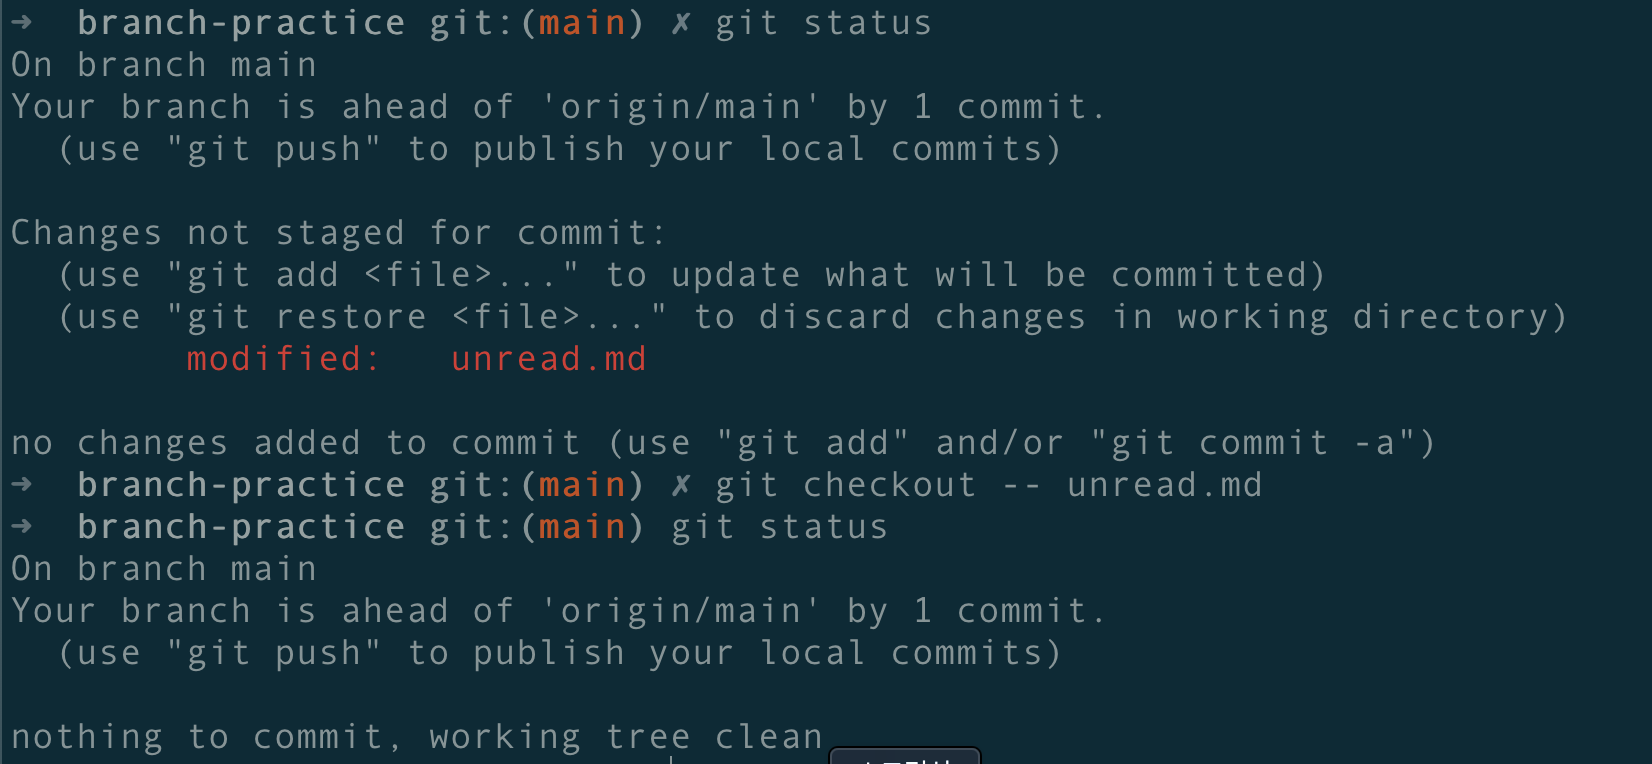 →  branch-practice git:(main) ✗ git status
On branch main
Your branch is ahead of 'origin/main' by 1 commit.
  (use "git push" to publish your local commits)

Changes not staged for commit:
  (use "git add <file>..." to update what will be committed)
  (use "git restore <file>..." to discard changes in working directory)
        modified:   unread.md

no changes added to commit (use "git add" and/or "git commit -a")
→  branch-practice git:(main) ✗ git checkout -- unread.md
→  branch-practice git:(main) git status
On branch main
Your branch is ahead of 'origin/main' by 1 commit.
  (use "git push" to publish your local commits)

nothing to commit, working tree clean